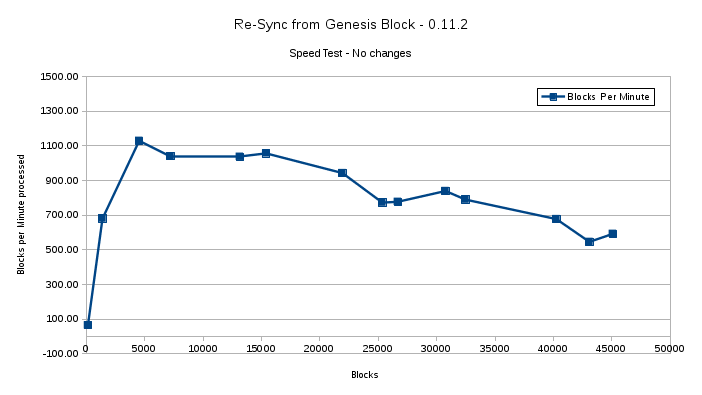 Re-Sync from Genesis Block - 0.11.2
Speed Test - No changes
Blocks Per Minute
Blocks per Minute processed
1500.00
1300.00
1100.00
900.00
700.00
500.00
300.00
100.00
-100.00
0 5000 10000 15000 20000 25000 30000 35000 40000 45000 50000
Blocks